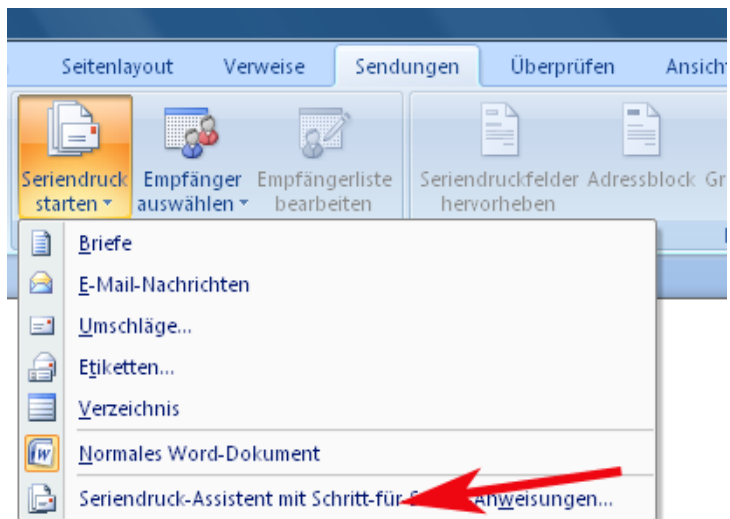 Seitenlayout Verweise Sendungen Überprüfen Ansich
Seriendruck starten
Empfänger auswählen
Empfängerliste bearbeiten
Seriendruckfelder hervorheben
Adressblock
Gr
Briefe
E-Mail-Nachrichten
Umschläge...
Etiketten...
Verzeichnis
Normales Word-Dokument
Seriendruck-Assistent mit Schritt-für Anweisungen...